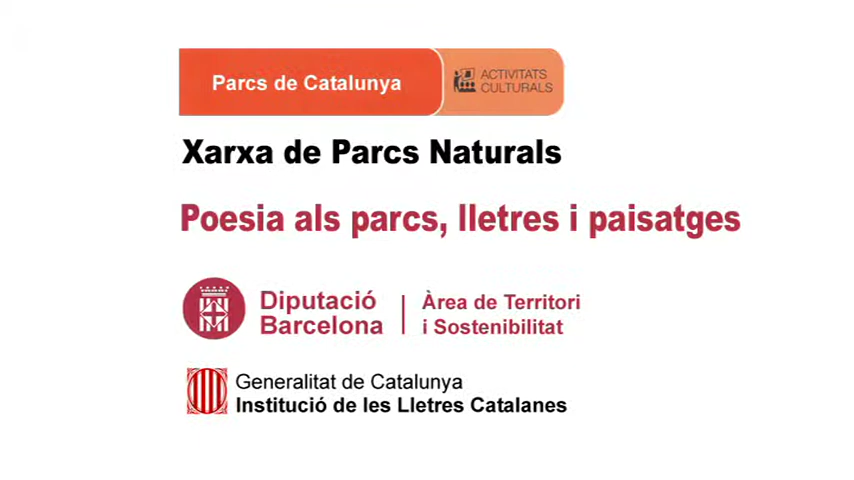 Parcs de Catalunya
ACTIVITATS
CULTURALS
Xarxa de Parcs Naturals
Poesia als parcs, lletres i paisatges
Diputació
Barcelona
Àrea de Territori
i Sostenibilitat
Generalitat de Catalunya
Institució de les Lletres Catalanes